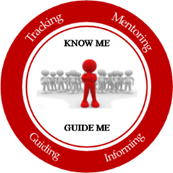 Tracking
Mentoring
KNOW ME
GUIDE ME
Guiding
Informing